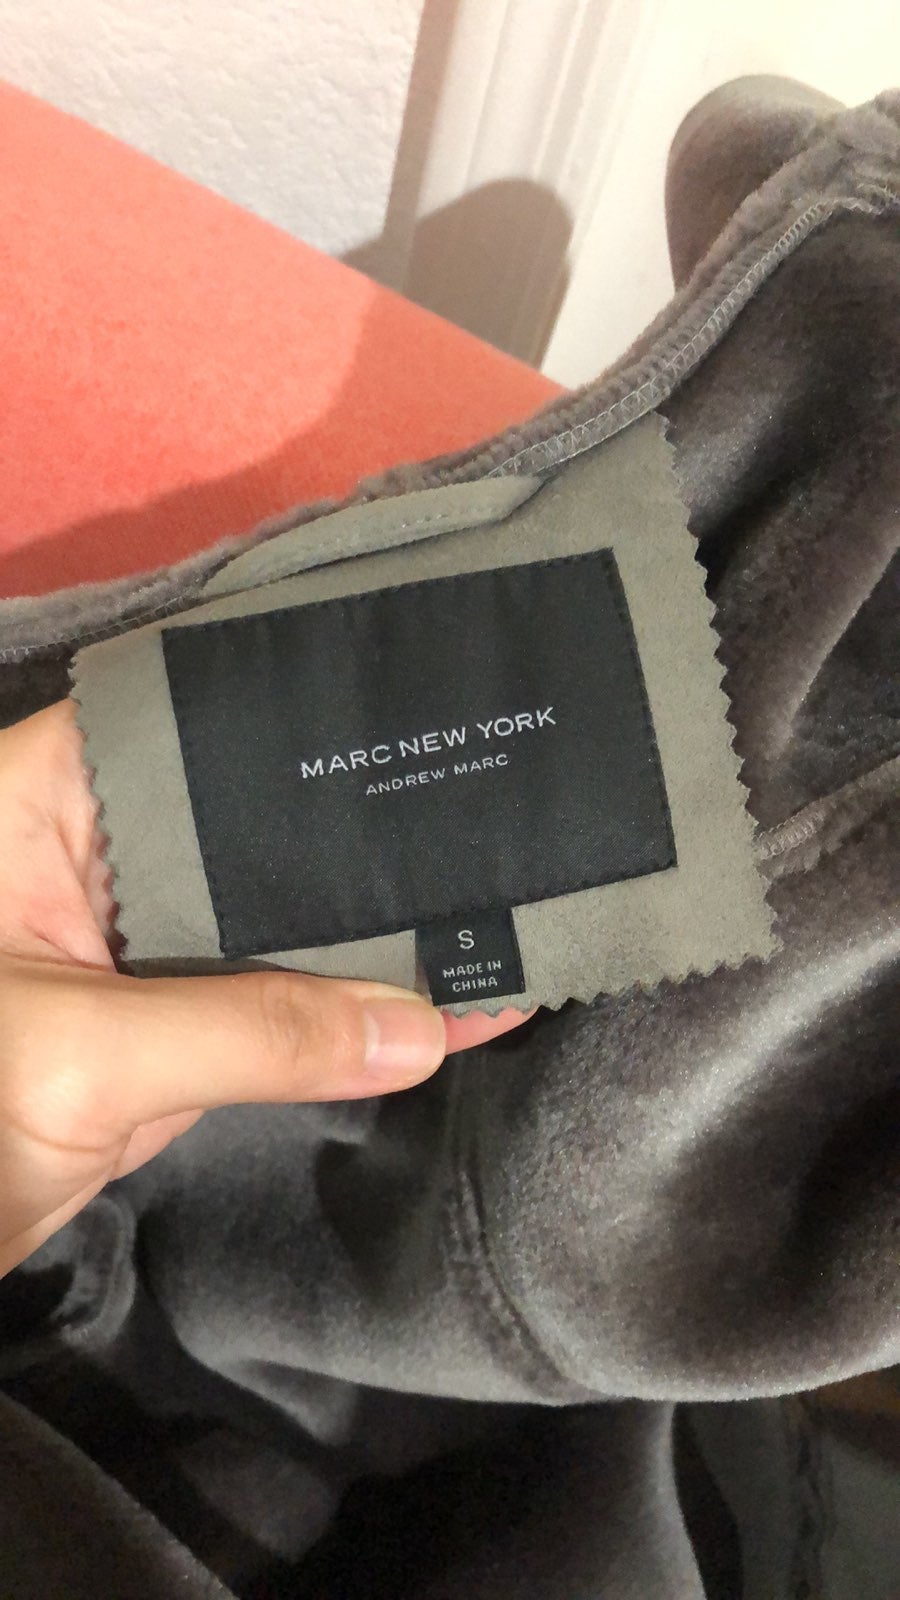 MARC NEW YORK
ANDREW MARC
S
MADE IN
CHINA